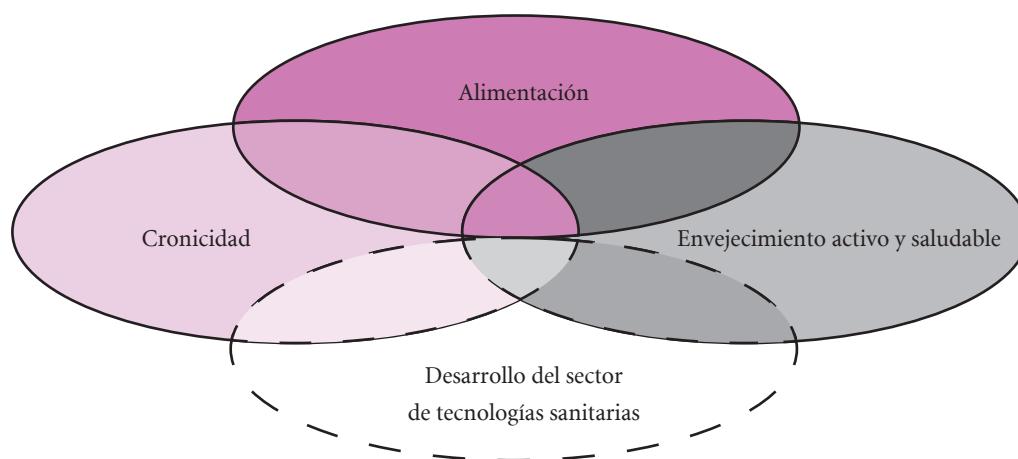 Alimentación
Cronicidad
Envejecimiento activo y saludable
Desarrollo del sector
de tecnologías sanitarias